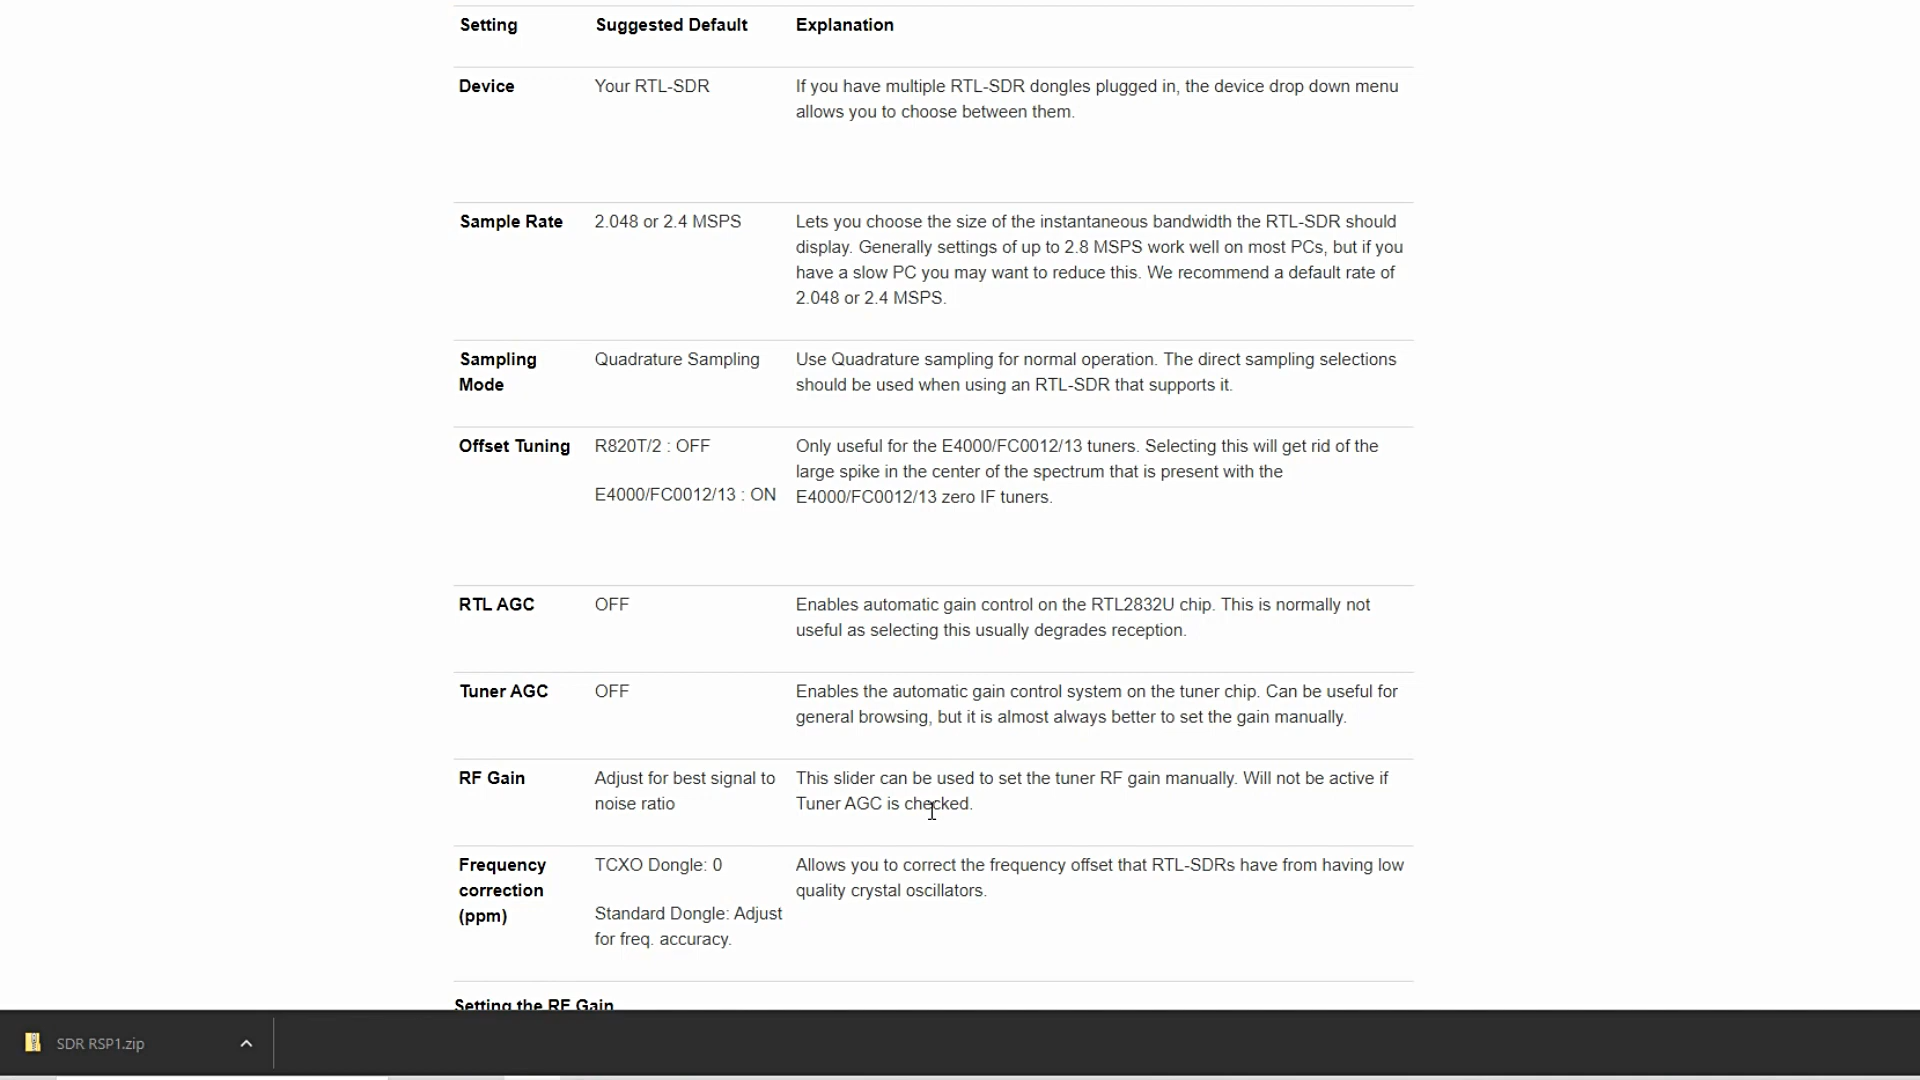 Setting Suggested Default Explanation
Device Your RTL-SDR If you have multiple RTL-SDR dongles plugged in, the device drop down menu
allows you to choose between them.
Sample Rate 2.048 or 2.4 MSPS Lets you choose the size of the instantaneous bandwidth the RTL-SDR should
display. Generally settings of up to 2.8 MSPS work well on most PCs, but if you
have a slow PC you may want to reduce this. We recommend a default rate of
2.048 or 2.4 MSPS.
Sampling Quadrature Sampling Use Quadrature sampling for normal operation. The direct sampling selections
Mode should be used when using an RTL-SDR that supports it.
Offset Tuning R820T/2 : OFF Only useful for the E4000/FC0012/13 tuners. Selecting this will get rid of the
large spike in the center of the spectrum that is present with the
E4000/FC0012/13 : ON E4000/FC0012/13 zero IF tuners.
RTL AGC OFF Enables automatic gain control on the RTL2832U chip. This is normally not
useful as selecting this usually degrades reception.
Tuner AGC OFF Enables the automatic gain control system on the tuner chip. Can be useful for
general browsing, but it is almost always better to set the gain manually.
RF Gain Adjust for best signal to This slider can be used to set the tuner RF gain manually. Will not be active if
noise ratio Tuner AGC is checked.
Frequency TCXO Dongle: 0 Allows you to correct the frequency offset that RTL-SDRs have from having low
correction quality crystal oscillators.
(ppm) Standard Dongle: Adjust
for freq. accuracy.
Setting the RF Gain
SDR RSP1.zip